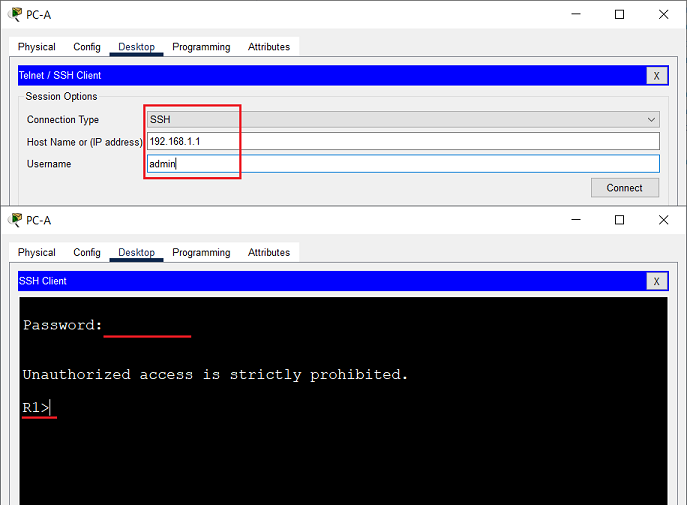 PC-A
Physical Config Desktop Programming Attributes
Telnet / SSH Client X
Session Options
Connection Type SSH
Host Name or (IP address) 192.168.1.1
Username admin
Connect
PC-A
Physical Config Desktop Programming Attributes
SSH Client X
Password:
Unauthorized access is strictly prohibited.
R1>